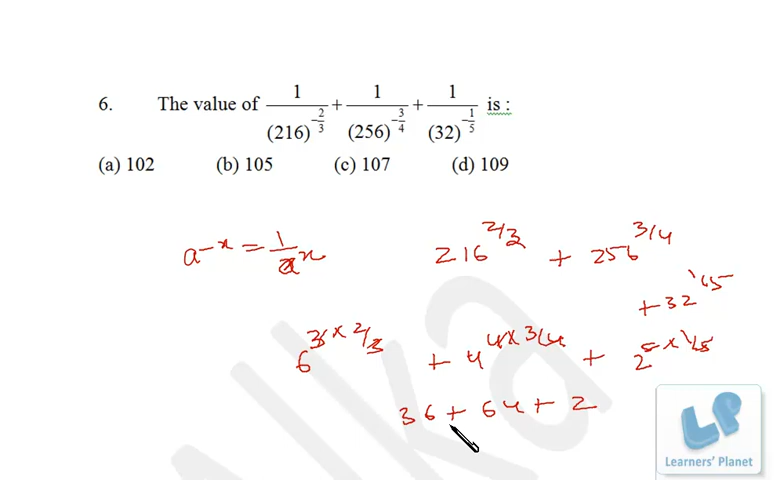 6. The value of 1/(216)^(-2/3) + 1/(256)^(-3/4) + 1/(32)^(-1/5) is :
(a) 102 (b) 105 (c) 107 (d) 109
a^(-x) = 1/a^x 216^(2/3) + 256^(3/4)
+ 32^(1/5)
6^(3×2/3) + 4^(4×3/4) + 2^(5×1/5)
36 + 64 + 2
LP
Learners' Planet
Alka